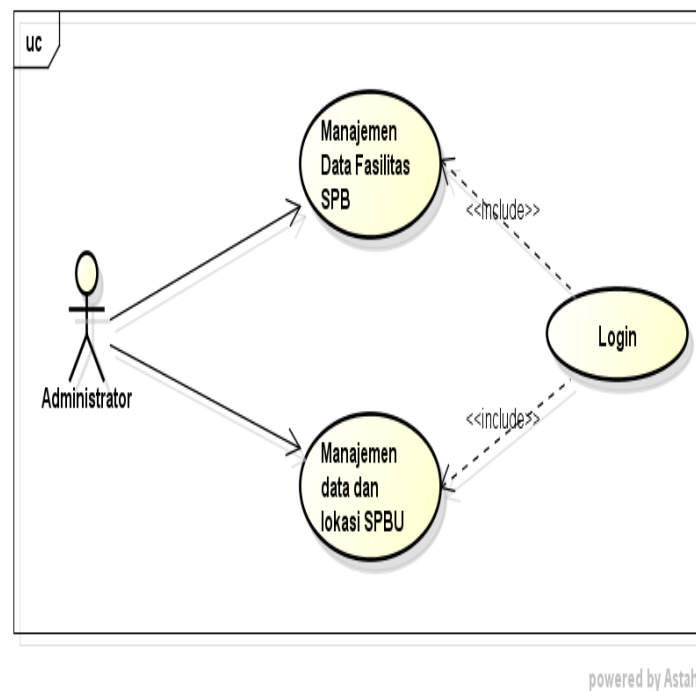 uc
Manajemen
Data Fasilitas
SPB
<<include>>
Login
Administrator
<<include>>
Manajemen
data dan
lokasi SPBU
powered by Astah